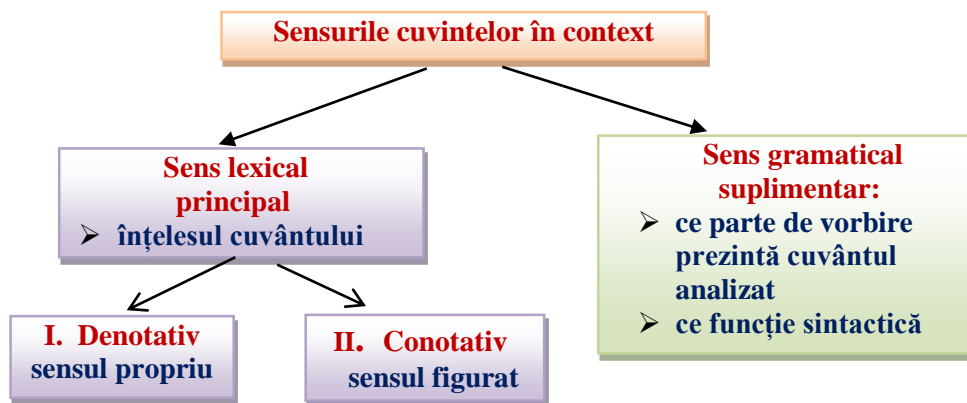 Sensurile cuvintelor în context
Sens lexical
principal
➢ înțelesul cuvântului
Sens gramatical
suplimentar:
➢ ce parte de vorbire
prezintă cuvântul
analizat
➢ ce funcție sintactică
I. Denotativ
sensul propriu
II. Conotativ
sensul figurat